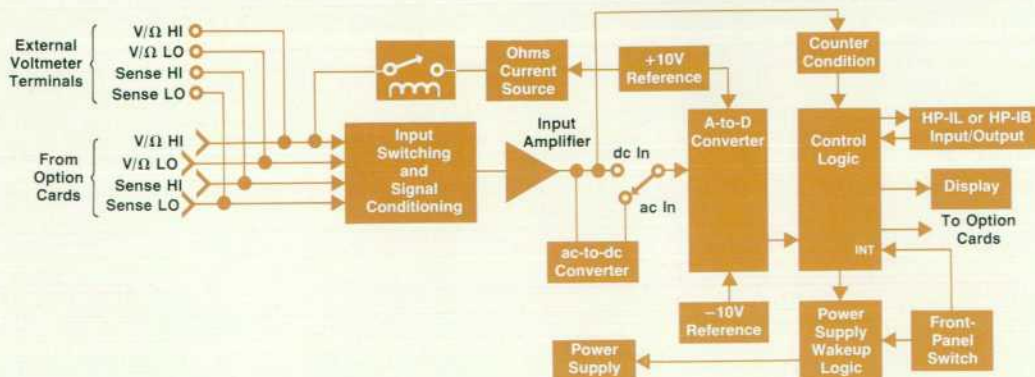 External
Voltmeter
Terminals
V/Ω HI
V/Ω LO
Sense HI
Sense LO
From
Option
Cards
V/Ω HI
V/Ω LO
Sense HI
Sense LO
Input
Switching
and
Signal
Conditioning
Ohms
Current
Source
Input
Amplifier
+10V
Reference
dc In
ac In
ac-to-dc
Converter
A-to-D
Converter
−10V
Reference
Counter
Condition
Control
Logic
INT
HP-IL or HP-IB
Input/Output
Display
To Option
Cards
Power
Supply
Wakeup
Logic
Front-
Panel
Switch
Power
Supply